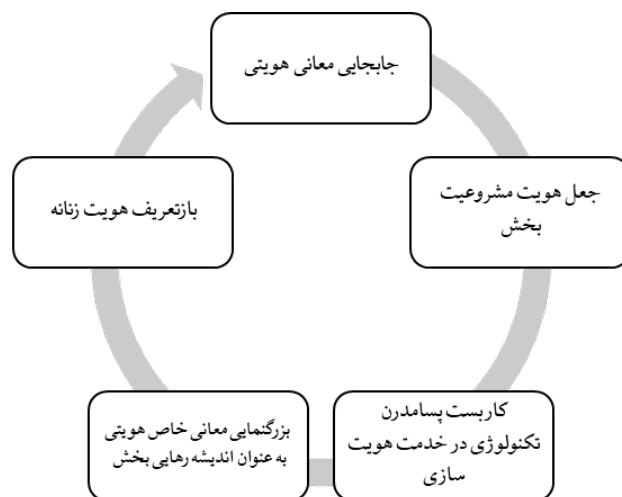 جابجایی معانی هویتی
جعل هویت مشروعیت
بخش
کاربست پسامدرن
تکنولوژی در خدمت هویت
سازی
بزرگنمایی معانی خاص هویتی
به عنوان اندیشه رهایی بخش
بازتعریف هویت زنانه